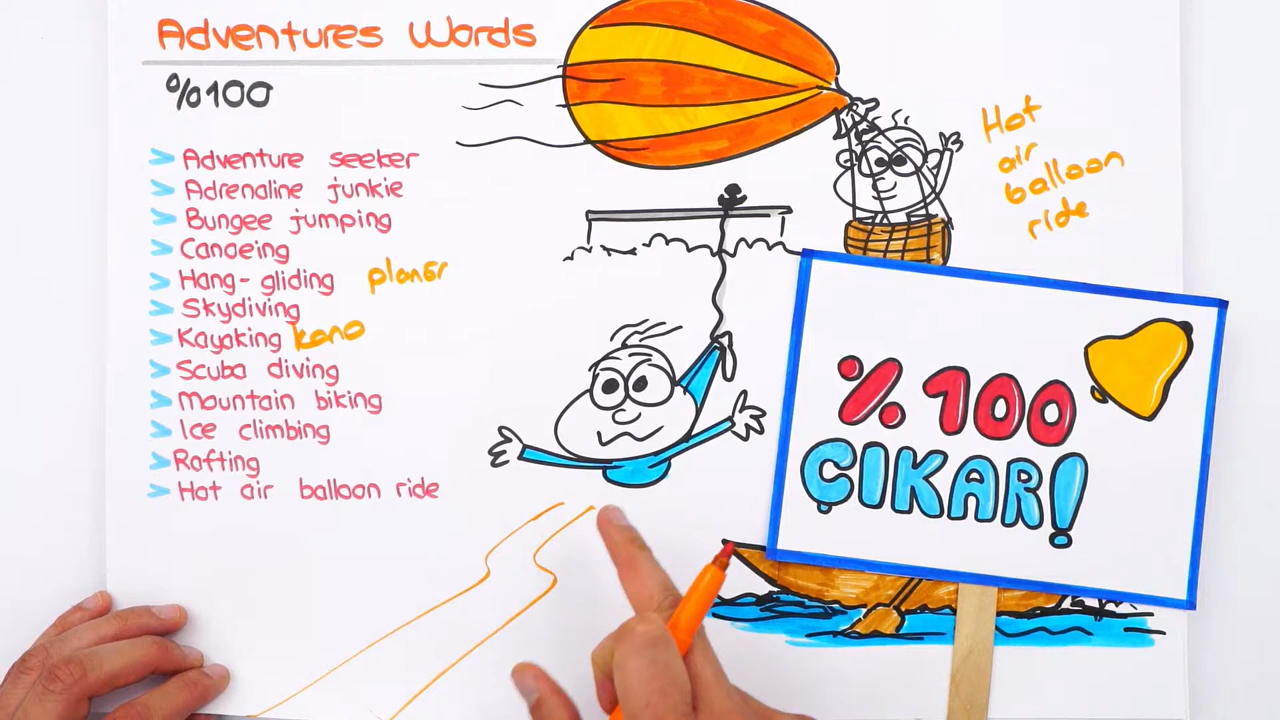 Adventures Words
%100
Adventure seeker
Adrenaline junkie
Bungee jumping
Canoeing
Hang-gliding planör
Skydiving
Kayaking kano
Scuba diving
Mountain biking
Ice climbing
Rafting
Hot air balloon ride
Hot
air
balloon
ride
% 100
ÇIKAR!